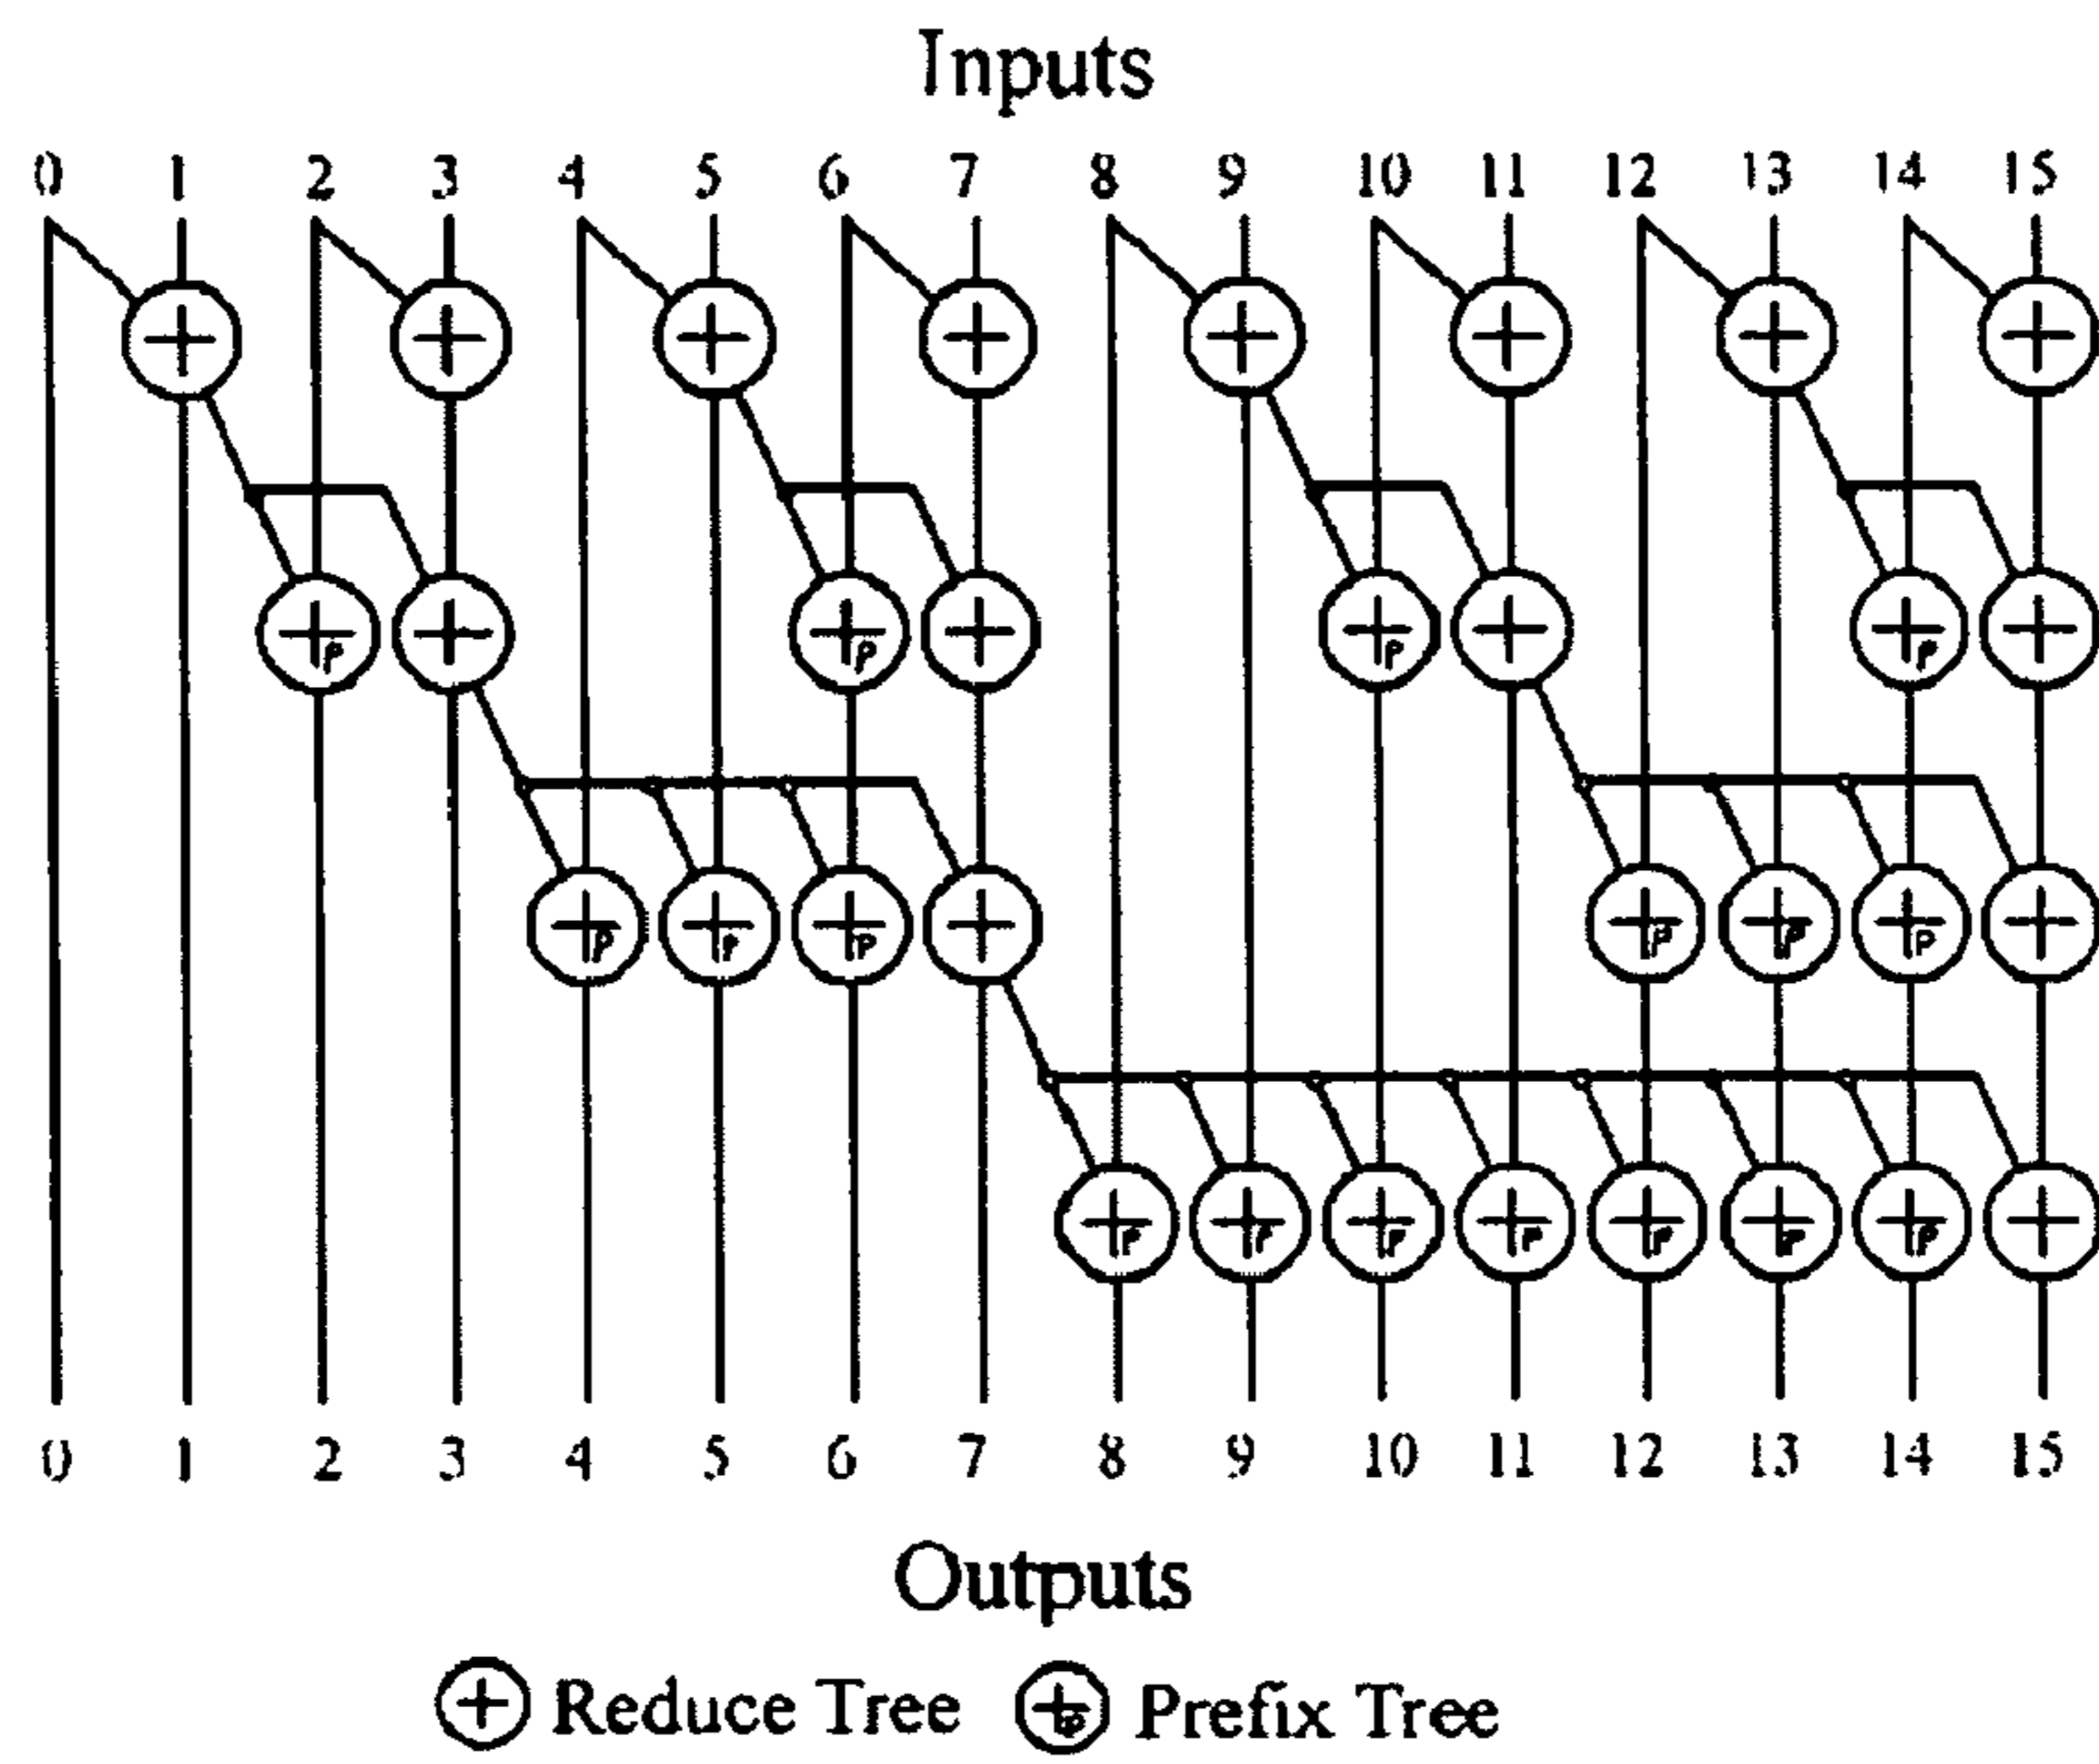 Inputs
0 1 2 3 4 5 6 7 8 9 10 11 12 13 14 15
+ + + + + + + +
+P + +P + +P + +P +
+P +P +P + +P +P +P +
+P +P +P +P +P +P +P +
0 1 2 3 4 5 6 7 8 9 10 11 12 13 14 15
Outputs
+ Reduce Tree +P Prefix Tree